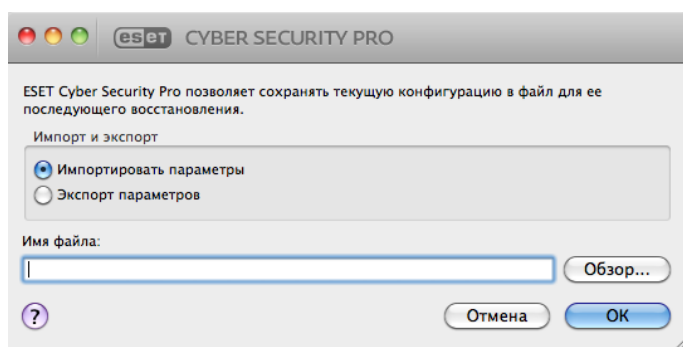 eset CYBER SECURITY PRO
ESET Cyber Security Pro позволяет сохранять текущую конфигурацию в файл для ее
последующего восстановления.
Импорт и экспорт
Импортировать параметры
Экспорт параметров
Имя файла:
Обзор...
?
Отмена
ОК